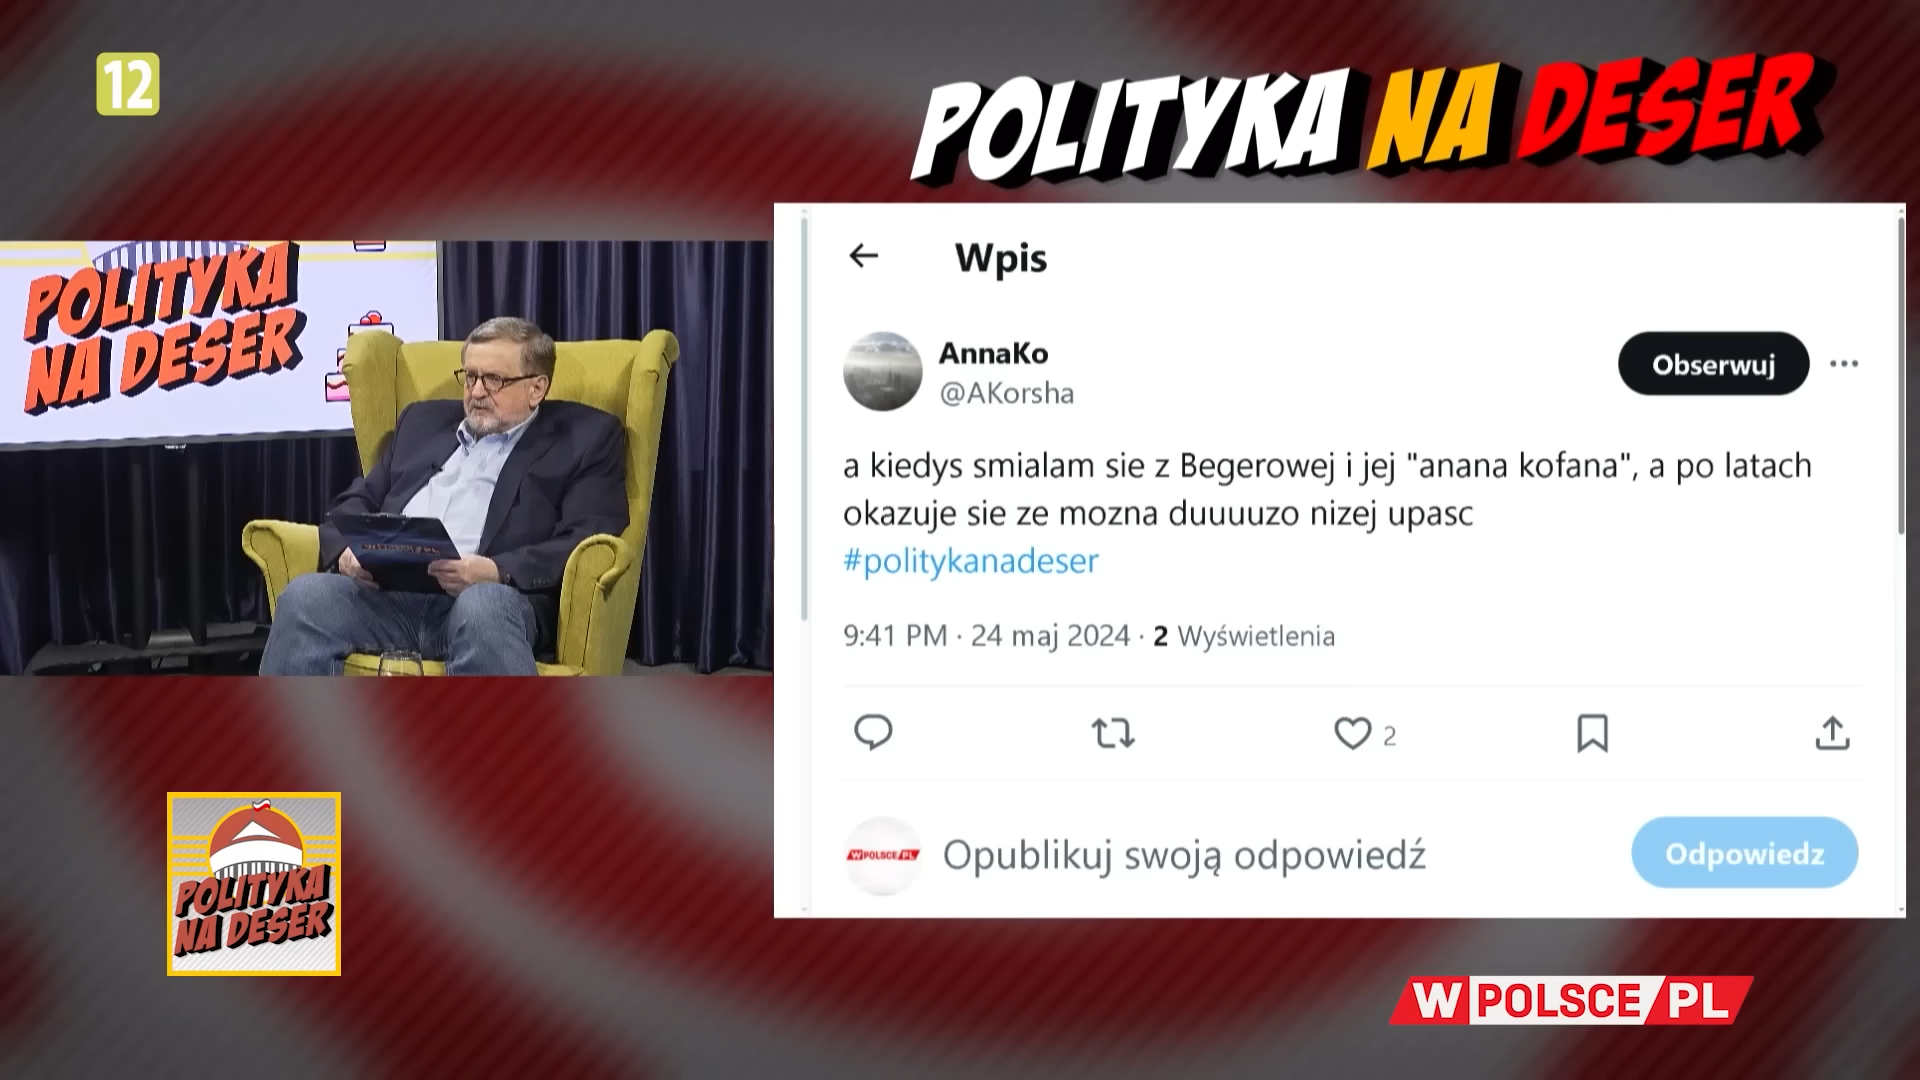 12
POLITYKA NA DESER
POLITYKA
NA DESER
Wpis
AnnaKo
@AKorsha
Obserwuj
a kiedys smialam sie z Begerowej i jej "anana kofana", a po latach
okazuje sie ze mozna duuuuzo nizej upasc
#politykanadeser
9:41 PM · 24 maj 2024 · 2 Wyświetlenia
2
WPOLSCE PL
Opublikuj swoją odpowiedź
Odpowiedz
POLITYKA
NA DESER
W POLSCE/PL